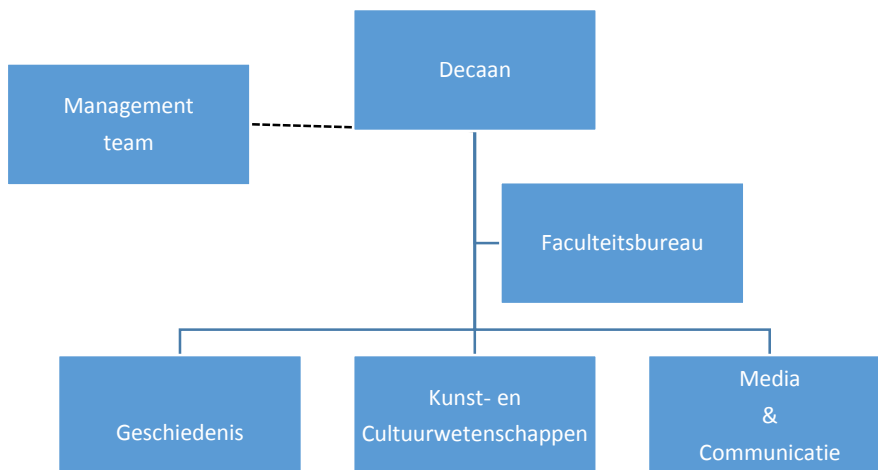 Decaan
Management
team
Faculteitsbureau
Geschiedenis
Kunst- en
Cultuurwetenschappen
Media
&
Communicatie